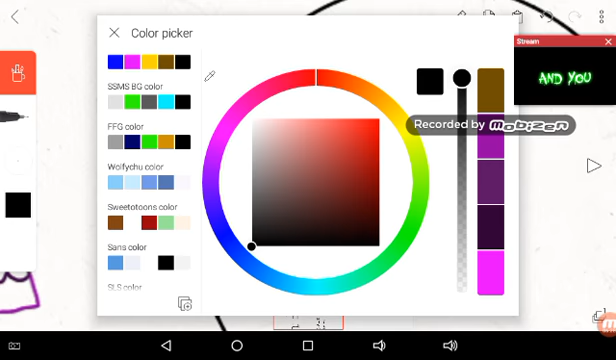 Color picker
Stream
AND YOU
SSMS BG color
Recorded by MOBIZEN
FFG color
Wolfychu color
Sweetotoons color
Sans color
SLS color